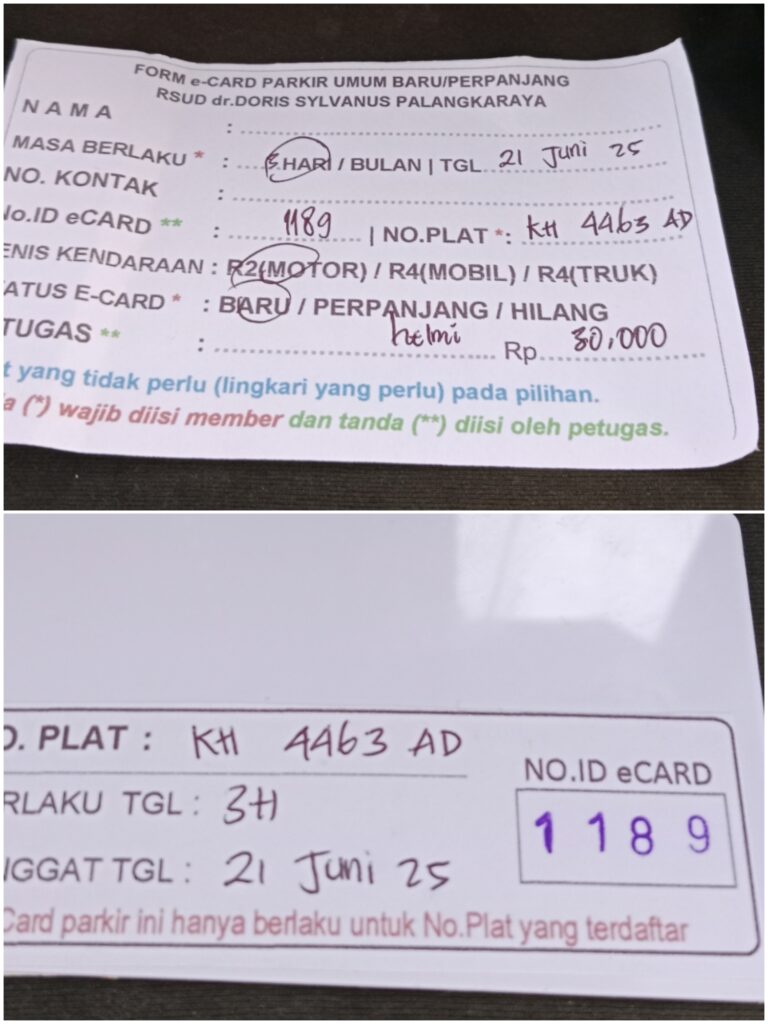 FORM e-CARD PARKIR UMUM BARU/PERPANJANG
RSUD dr.DORIS SYLVANUS PALANGKARAYA
NAMA :
MASA BERLAKU * : 3 HARI / BULAN | TGL 21 Juni 25
NO. KONTAK :
No.ID eCARD ** : 1189 | NO.PLAT *: KH 4463 AD
ENIS KENDARAAN : R2(MOTOR) / R4(MOBIL) / R4(TRUK)
ATUS E-CARD * : BARU / PERPANJANG / HILANG
TUGAS ** : helmi Rp 30,000
t yang tidak perlu (lingkari yang perlu) pada pilihan.
a (*) wajib diisi member dan tanda (**) diisi oleh petugas.
O. PLAT : KH 4463 AD
NO.ID eCARD
RLAKU TGL : 3H
1189
NGGAT TGL : 21 Juni 25
Card parkir ini hanya berlaku untuk No.Plat yang terdaftar